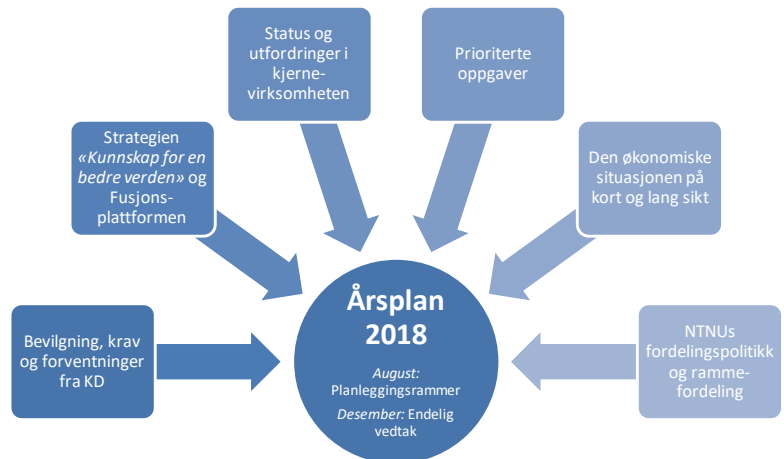 Status og
utfordringer i
kjerne-
virksomheten
Prioriterte
oppgaver
Strategien
«Kunnskap for en
bedre verden» og
Fusjons-
plattformen
Den økonomiske
situasjonen på
kort og lang sikt
Bevilgning, krav
og forventninger
fra KD
Årsplan
2018
August:
Planleggingsrammer
Desember: Endelig
vedtak
NTNUs
fordelingspolitikk
og ramme-
fordeling